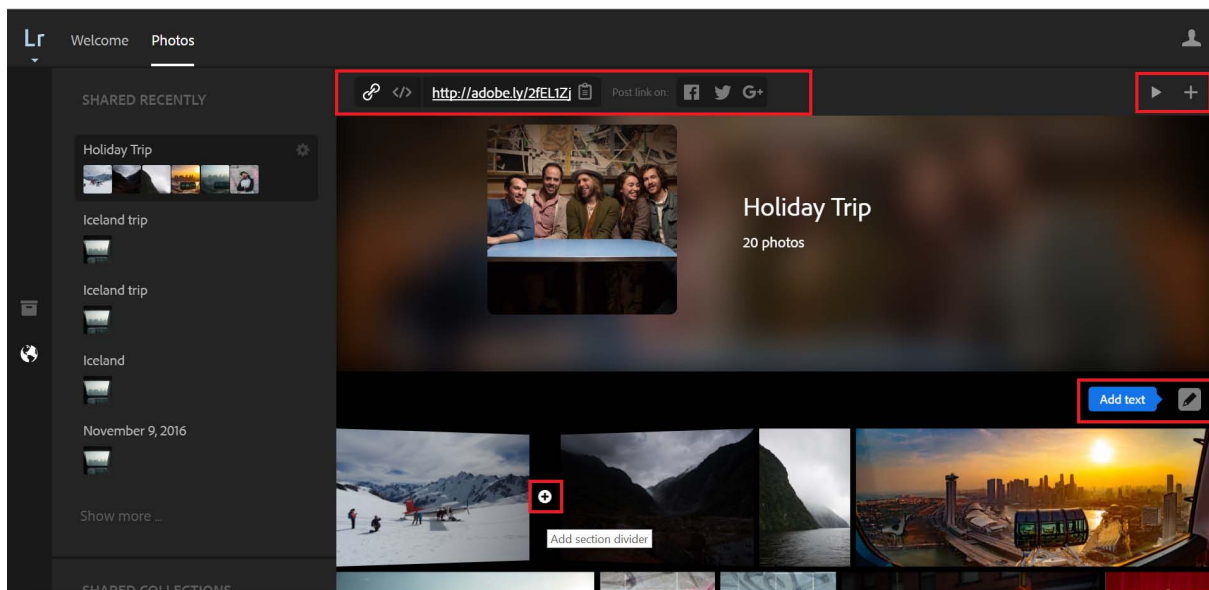 Lr Welcome Photos
SHARED RECENTLY
http://adobe.ly/2fEL1Zj Post link on: G+
Holiday Trip
Iceland trip
Iceland trip
Iceland
November 9, 2016
Show more ...
SHARED COLLECTIONS
Holiday Trip
20 photos
Add text
Add section divider